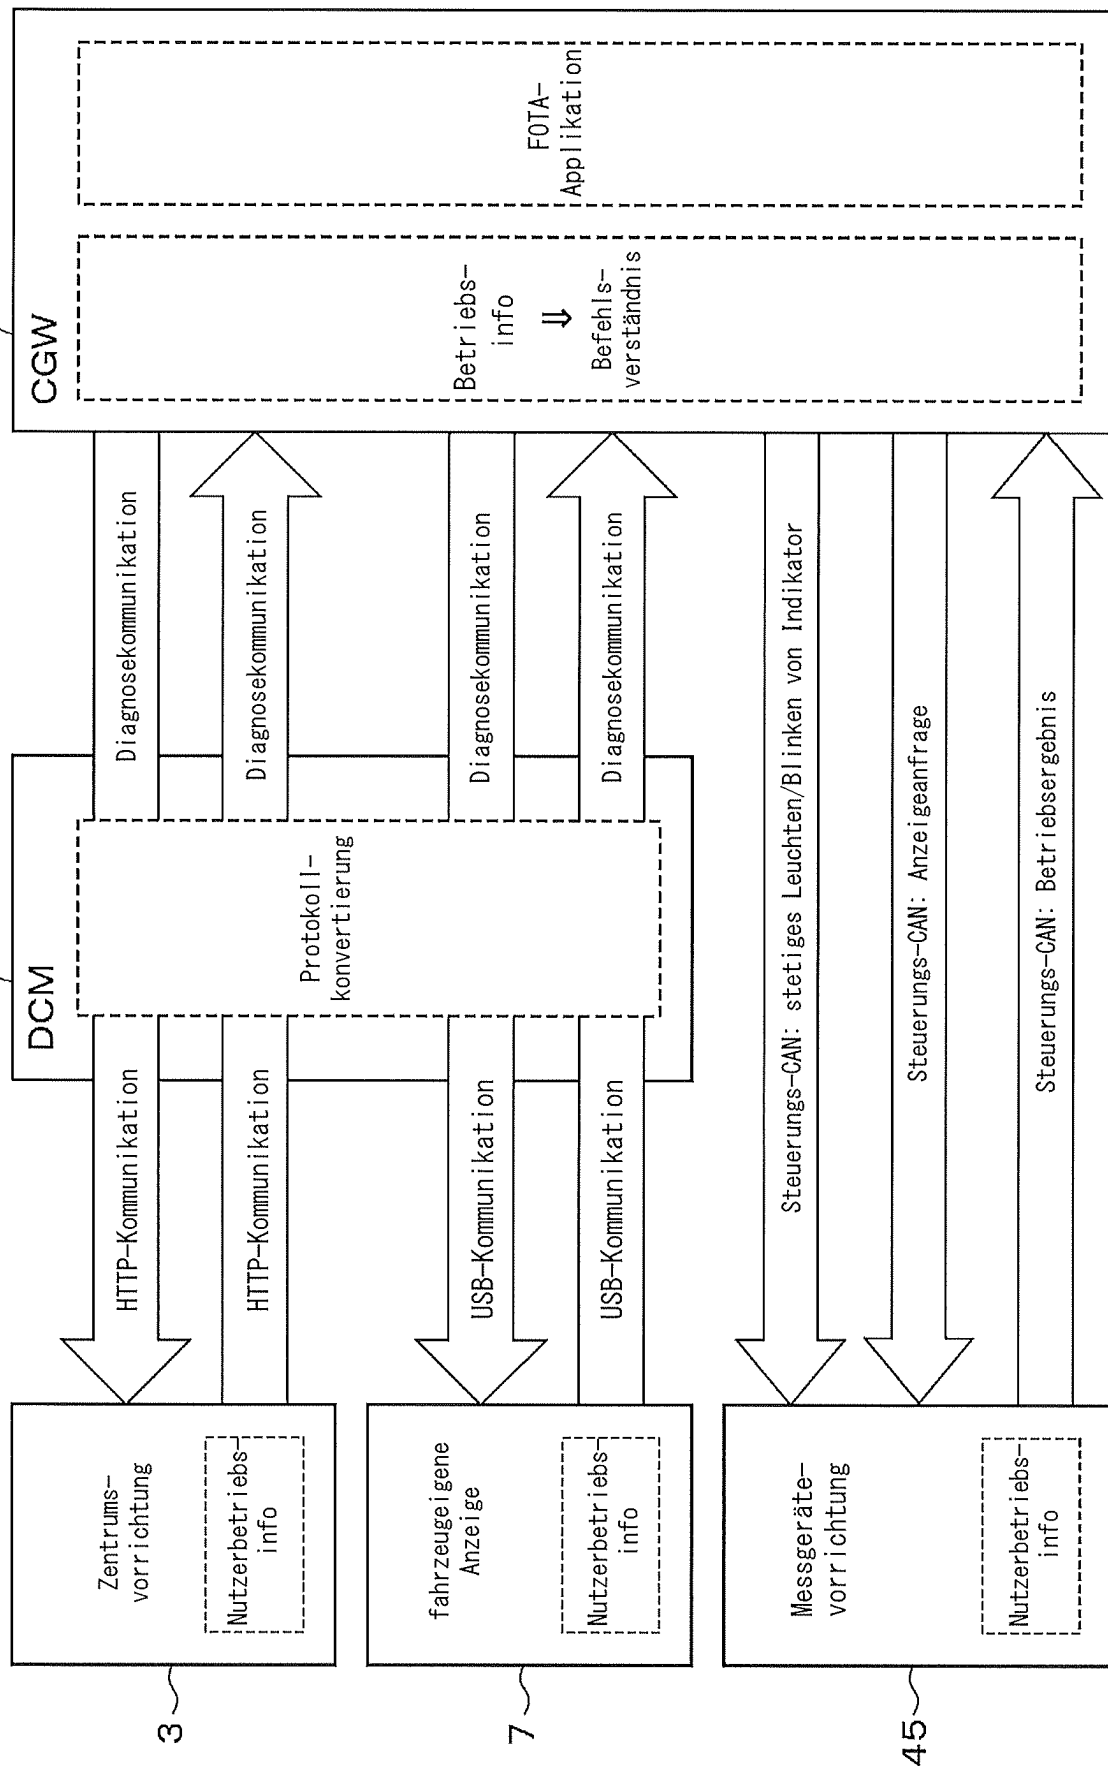 3
Zentrums-
vorrichtung
Nutzerbetriebs-
info
HTTP-Kommunikation
HTTP-Kommunikation
DCM
Protokoll-
konvertierung
Diagnosekommunikation
Diagnosekommunikation
CGW
Betriebs-
info
⇓
Befehls-
verständnis
FOTA-
Applikation
7
fahrzeugeigene
Anzeige
Nutzerbetriebs-
info
USB-Kommunikation
USB-Kommunikation
Diagnosekommunikation
Diagnosekommunikation
45
Messgeräte-
vorrichtung
Nutzerbetriebs-
info
Steuerungs-CAN: stetiges Leuchten/Blinken von Indikator
Steuerungs-CAN: Anzeigeanfrage
Steuerungs-CAN: Betriebsergebnis